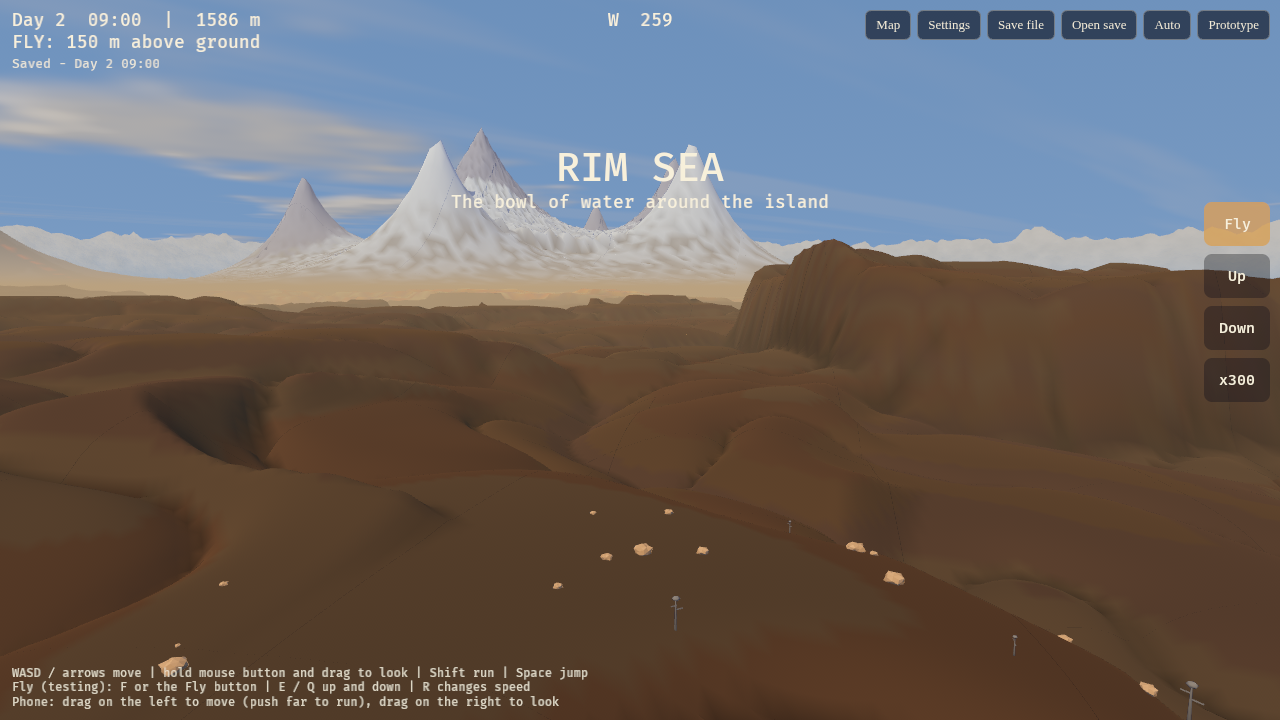 Day 2  09:00  |  1586 m
FLY: 150 m above ground
Saved - Day 2 09:00
W  259
Map
Settings
Save file
Open save
Auto
Prototype
RIM SEA
The bowl of water around the island
Fly
Up
Down
x300
WASD / arrows move | hold mouse button and drag to look | Shift run | Space jump
Fly (testing): F or the Fly button | E / Q up and down | R changes speed
Phone: drag on the left to move (push far to run), drag on the right to look